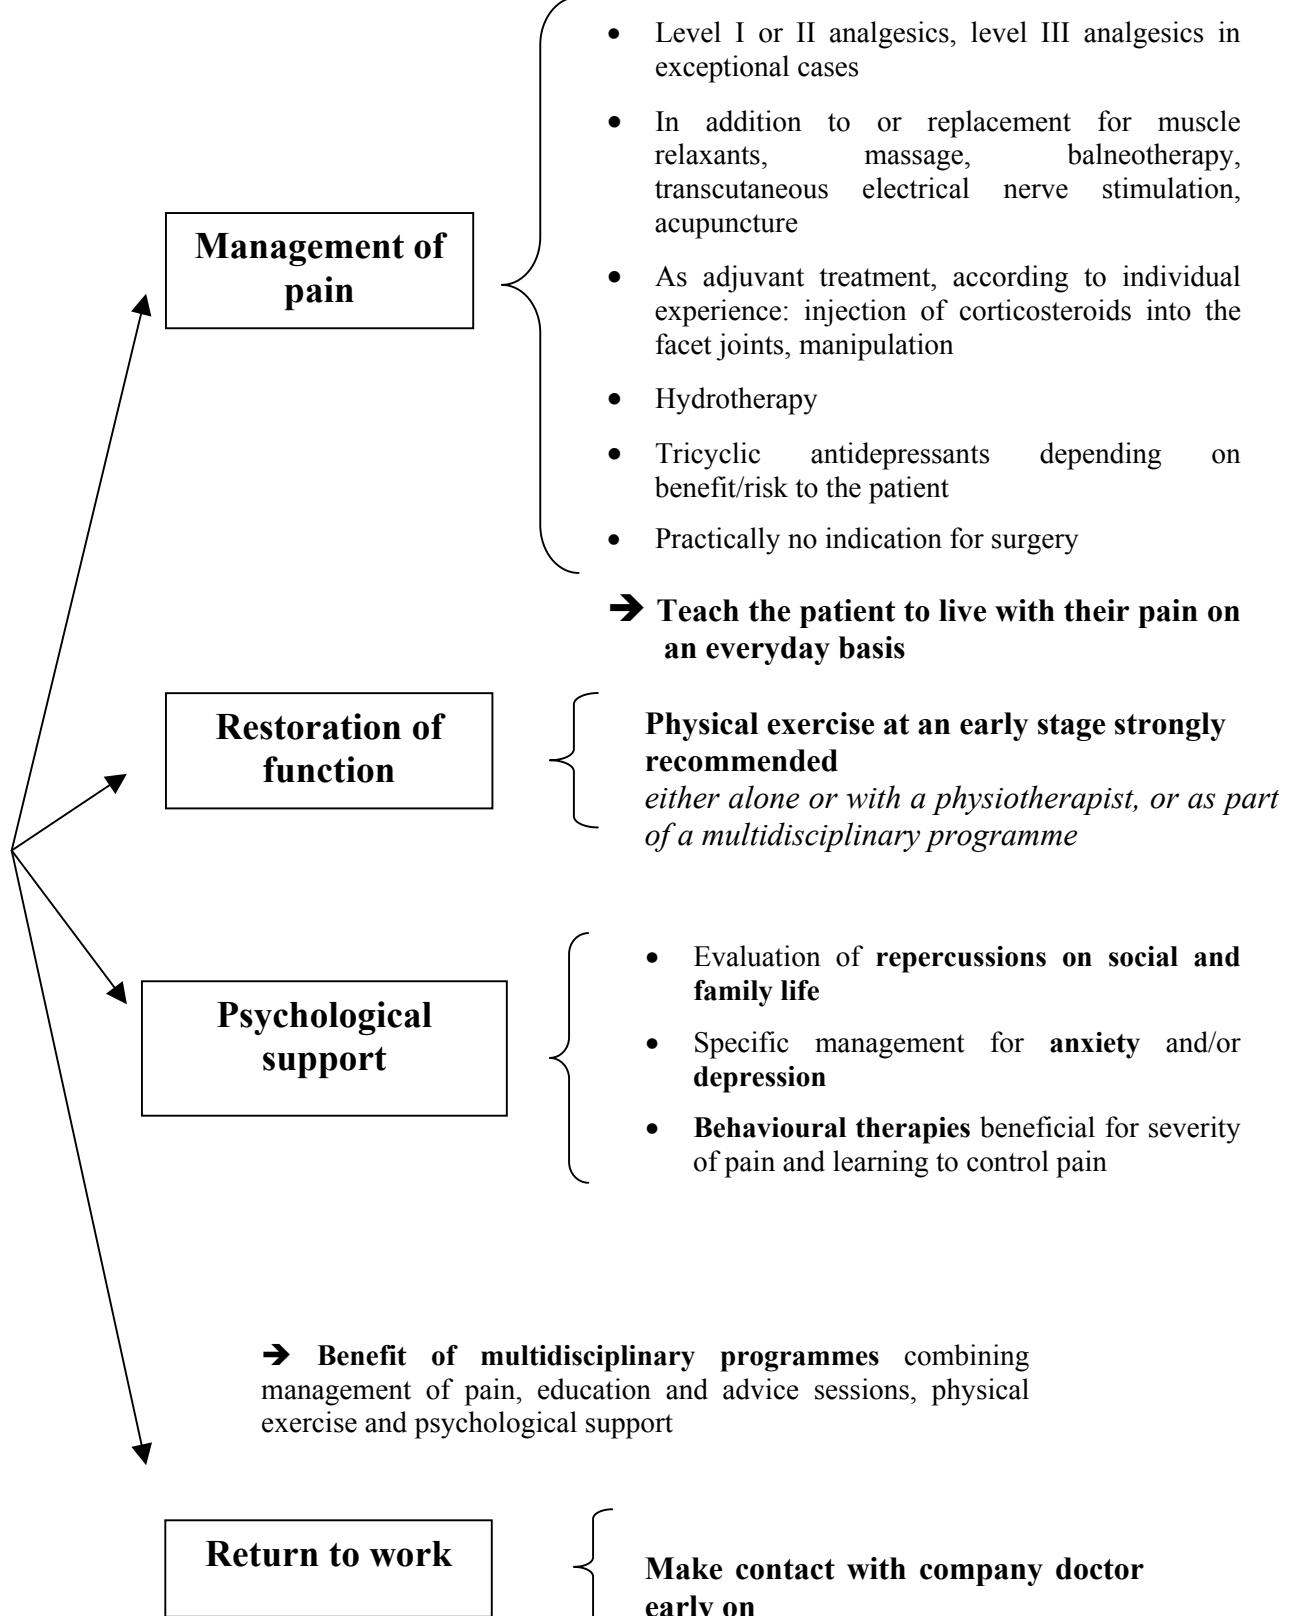 • Level I or II analgesics, level III analgesics in
exceptional cases
• In addition to or replacement for muscle
relaxants, massage, balneotherapy,
transcutaneous electrical nerve stimulation,
acupuncture
Management of
pain
• As adjuvant treatment, according to individual
experience: injection of corticosteroids into the
facet joints, manipulation
• Hydrotherapy
• Tricyclic antidepressants depending on
benefit/risk to the patient
• Practically no indication for surgery
➔ Teach the patient to live with their pain on
an everyday basis
Restoration of
function
Physical exercise at an early stage strongly
recommended
either alone or with a physiotherapist, or as part
of a multidisciplinary programme
Psychological
support
• Evaluation of repercussions on social and
family life
• Specific management for anxiety and/or
depression
• Behavioural therapies beneficial for severity
of pain and learning to control pain
➔ Benefit of multidisciplinary programmes combining
management of pain, education and advice sessions, physical
exercise and psychological support
Return to work
Make contact with company doctor
early on